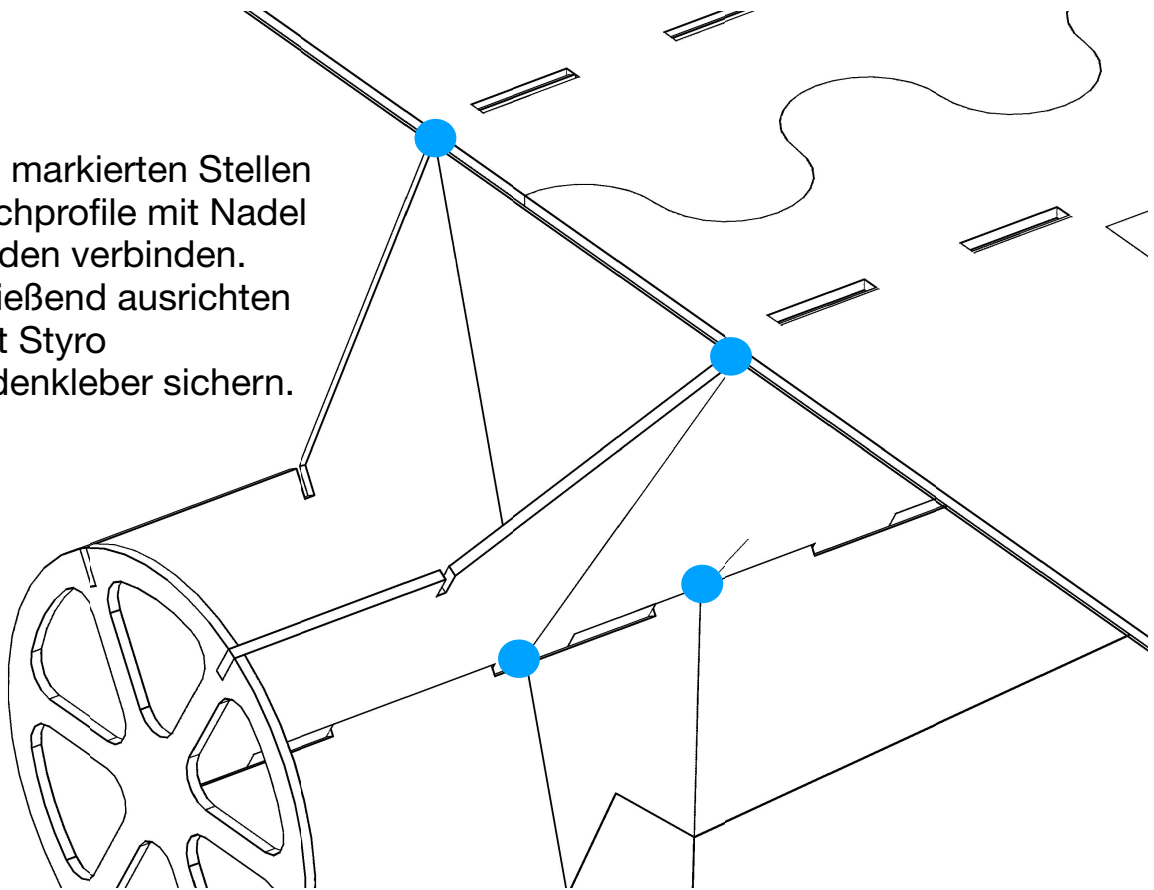 markierten Stellen
chprofile mit Nadel
den verbinden.
ießend ausrichten
t Styro
denkleber sichern.